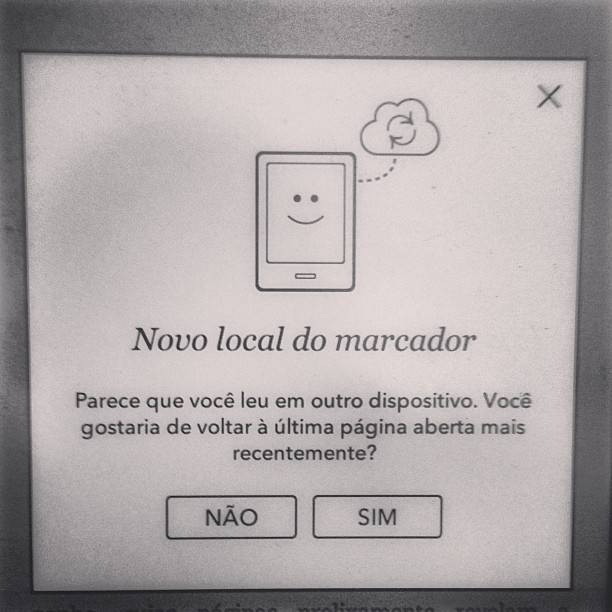 Novo local do marcador
Parece que você leu em outro dispositivo. Você
gostaria de voltar à última página aberta mais
recentemente?
NÃO SIM